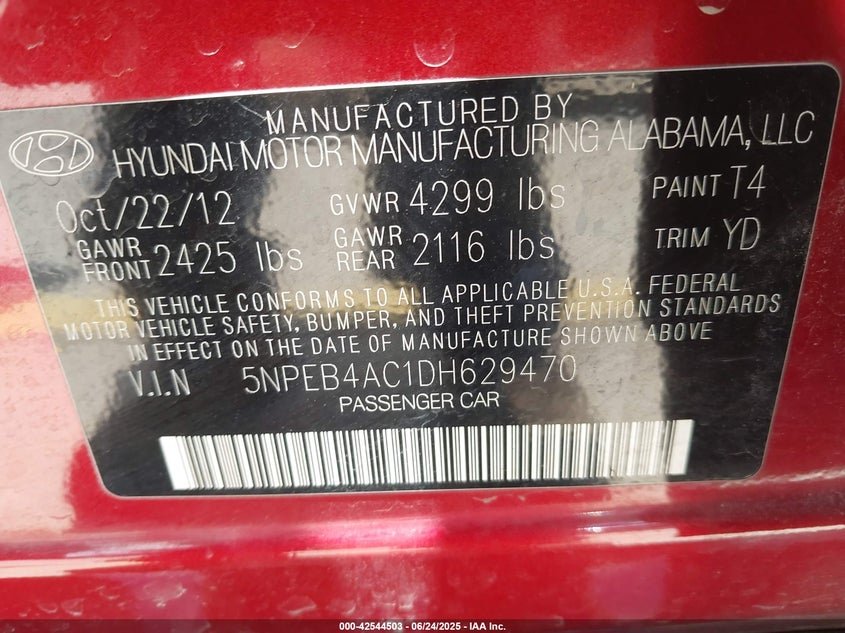 MANUFACTURED BY
HYUNDAI MOTOR MANUFACTURING ALABAMA, LLC
Oct/22/12 GVWR 4299 lbs PAINT T4
GAWR FRONT 2425 lbs GAWR REAR 2116 lbs TRIM YD
THIS VEHICLE CONFORMS TO ALL APPLICABLE U.S.A. FEDERAL
MOTOR VEHICLE SAFETY, BUMPER, AND THEFT PREVENTION STANDARDS
IN EFFECT ON THE DATE OF MANUFACTURE SHOWN ABOVE
V.I.N 5NPEB4AC1DH629470
PASSENGER CAR
000-42544503 - 06/24/2025 - IAA Inc.